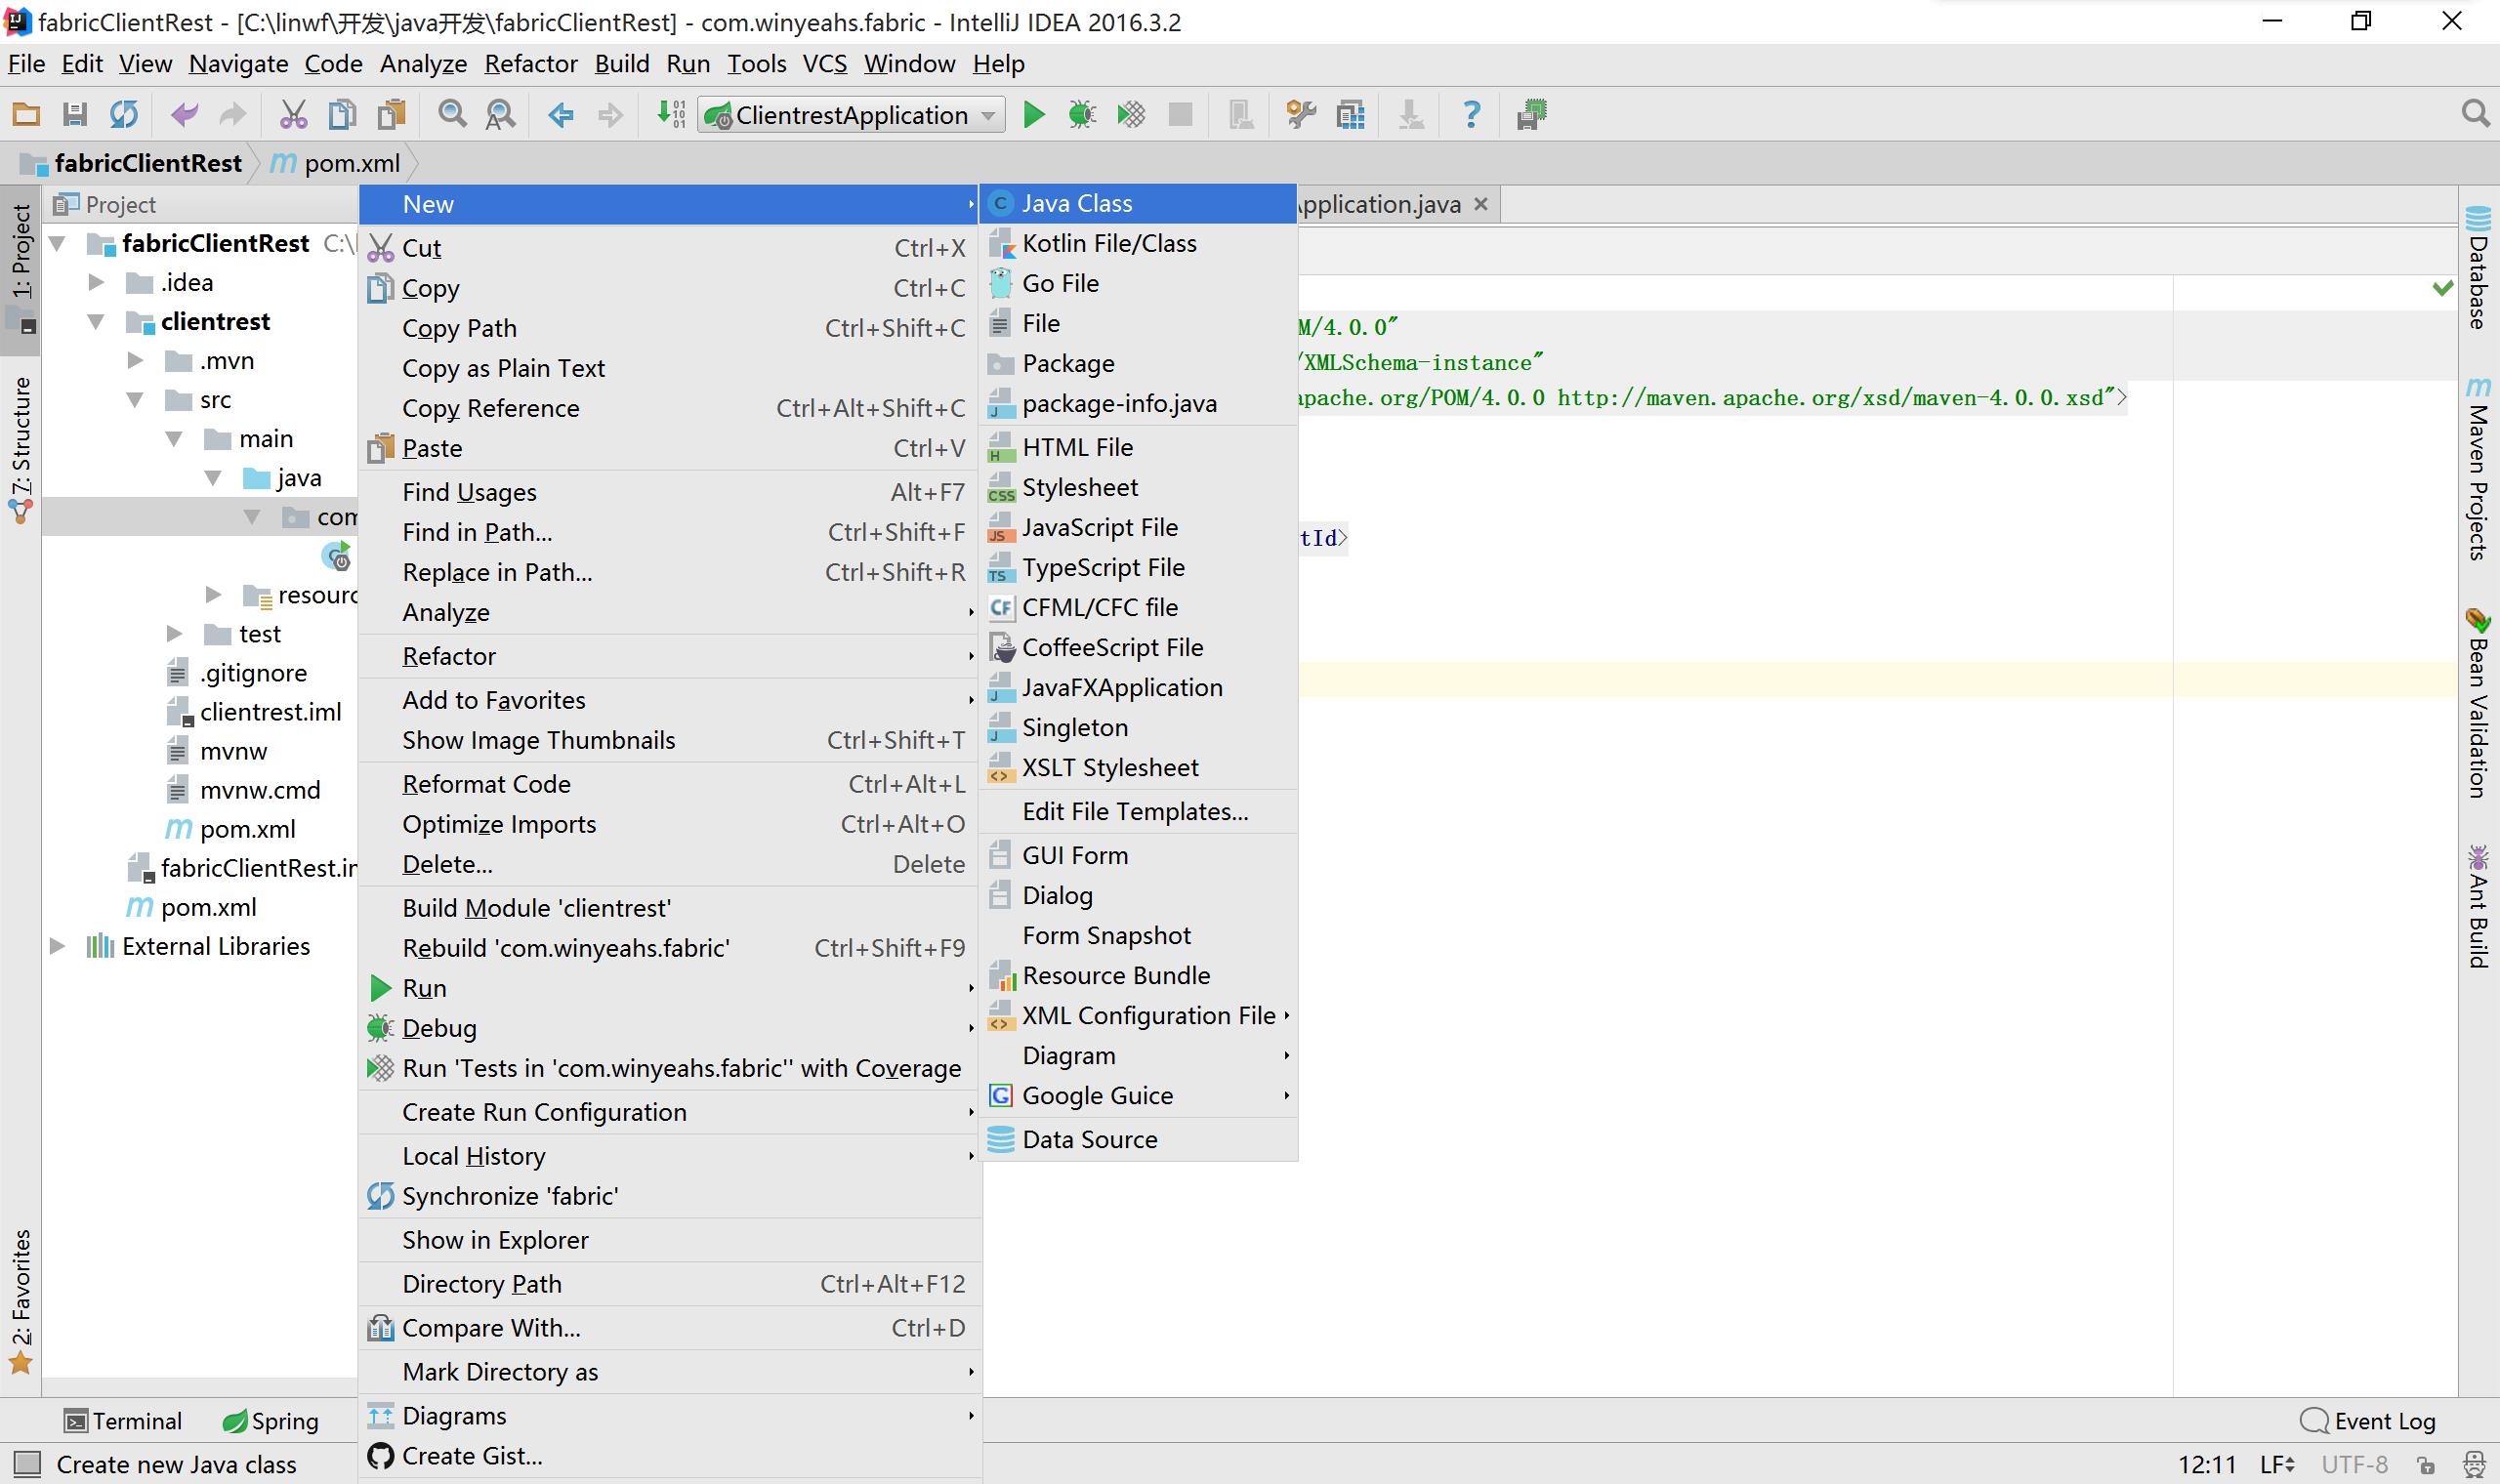 fabricClientRest - [C:\linwf\开发\java开发\fabricClientRest] - com.winyeahs.fabric - IntelliJ IDEA 2016.3.2
File Edit View Navigate Code Analyze Refactor Build Run Tools VCS Window Help
ClientrestApplication
fabricClientRest pom.xml
1: Project
7: Structure
2: Favorites
Project
fabricClientRest C:\
.idea
clientrest
.mvn
src
main
java
com
resourc
test
.gitignore
clientrest.iml
mvnw
mvnw.cmd
pom.xml
fabricClientRest.im
pom.xml
External Libraries
New
Cut Ctrl+X
Copy Ctrl+C
Copy Path Ctrl+Shift+C
Copy as Plain Text
Copy Reference Ctrl+Alt+Shift+C
Paste Ctrl+V
Find Usages Alt+F7
Find in Path... Ctrl+Shift+F
Replace in Path... Ctrl+Shift+R
Analyze
Refactor
Add to Favorites
Show Image Thumbnails Ctrl+Shift+T
Reformat Code Ctrl+Alt+L
Optimize Imports Ctrl+Alt+O
Delete... Delete
Build Module 'clientrest'
Rebuild 'com.winyeahs.fabric' Ctrl+Shift+F9
Run
Debug
Run 'Tests in 'com.winyeahs.fabric'' with Coverage
Create Run Configuration
Local History
Synchronize 'fabric'
Show in Explorer
Directory Path Ctrl+Alt+F12
Compare With... Ctrl+D
Mark Directory as
Diagrams
Create Gist...
Java Class
Kotlin File/Class
Go File
File
Package
package-info.java
HTML File
Stylesheet
JavaScript File
TypeScript File
CFML/CFC file
CoffeeScript File
JavaFXApplication
Singleton
XSLT Stylesheet
Edit File Templates...
GUI Form
Dialog
Form Snapshot
Resource Bundle
XML Configuration File
Diagram
Google Guice
Data Source
Application.java
M/4.0.0"
/XMLSchema-instance"
apache.org/POM/4.0.0 http://maven.apache.org/xsd/maven-4.0.0.xsd">
tId>
Database
Maven Projects
Bean Validation
Ant Build
Terminal Spring Event Log
Create new Java class 12:11 LF UTF-8